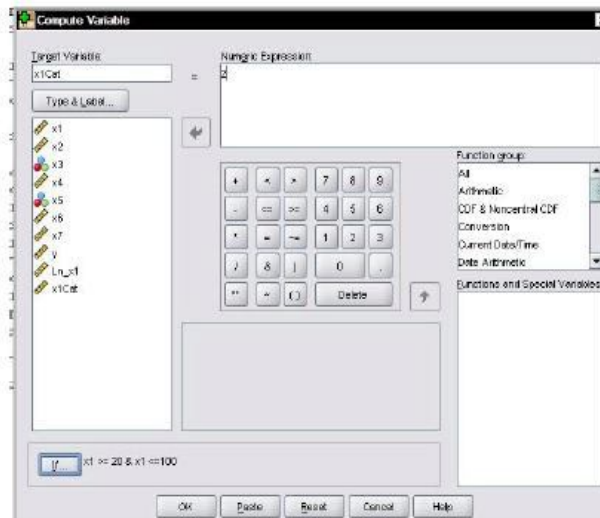 Compute Variable
Target Variable:
Numeric Expression:
x1Cat
=
2
Type & Label...
x1
x2
x3
x4
x5
x6
x7
y
Ln_x1
x1Cat
+ < > 7 8 9
- <= >= 4 5 6
* = ~= 1 2 3
/ & | 0 .
** ~ ( ) Delete
Function group:
All
Arithmetic
CDF & Noncentral CDF
Conversion
Current Date/Time
Date Arithmetic
Functions and Special Variables:
If...
x1 >= 20 & x1 <=100
OK
Paste
Reset
Cancel
Help